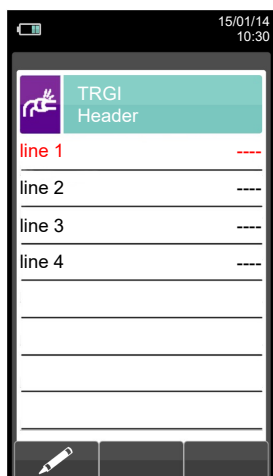 15/01/14
10:30
TRGI
Header
line 1 ----
line 2 ----
line 3 ----
line 4 ----